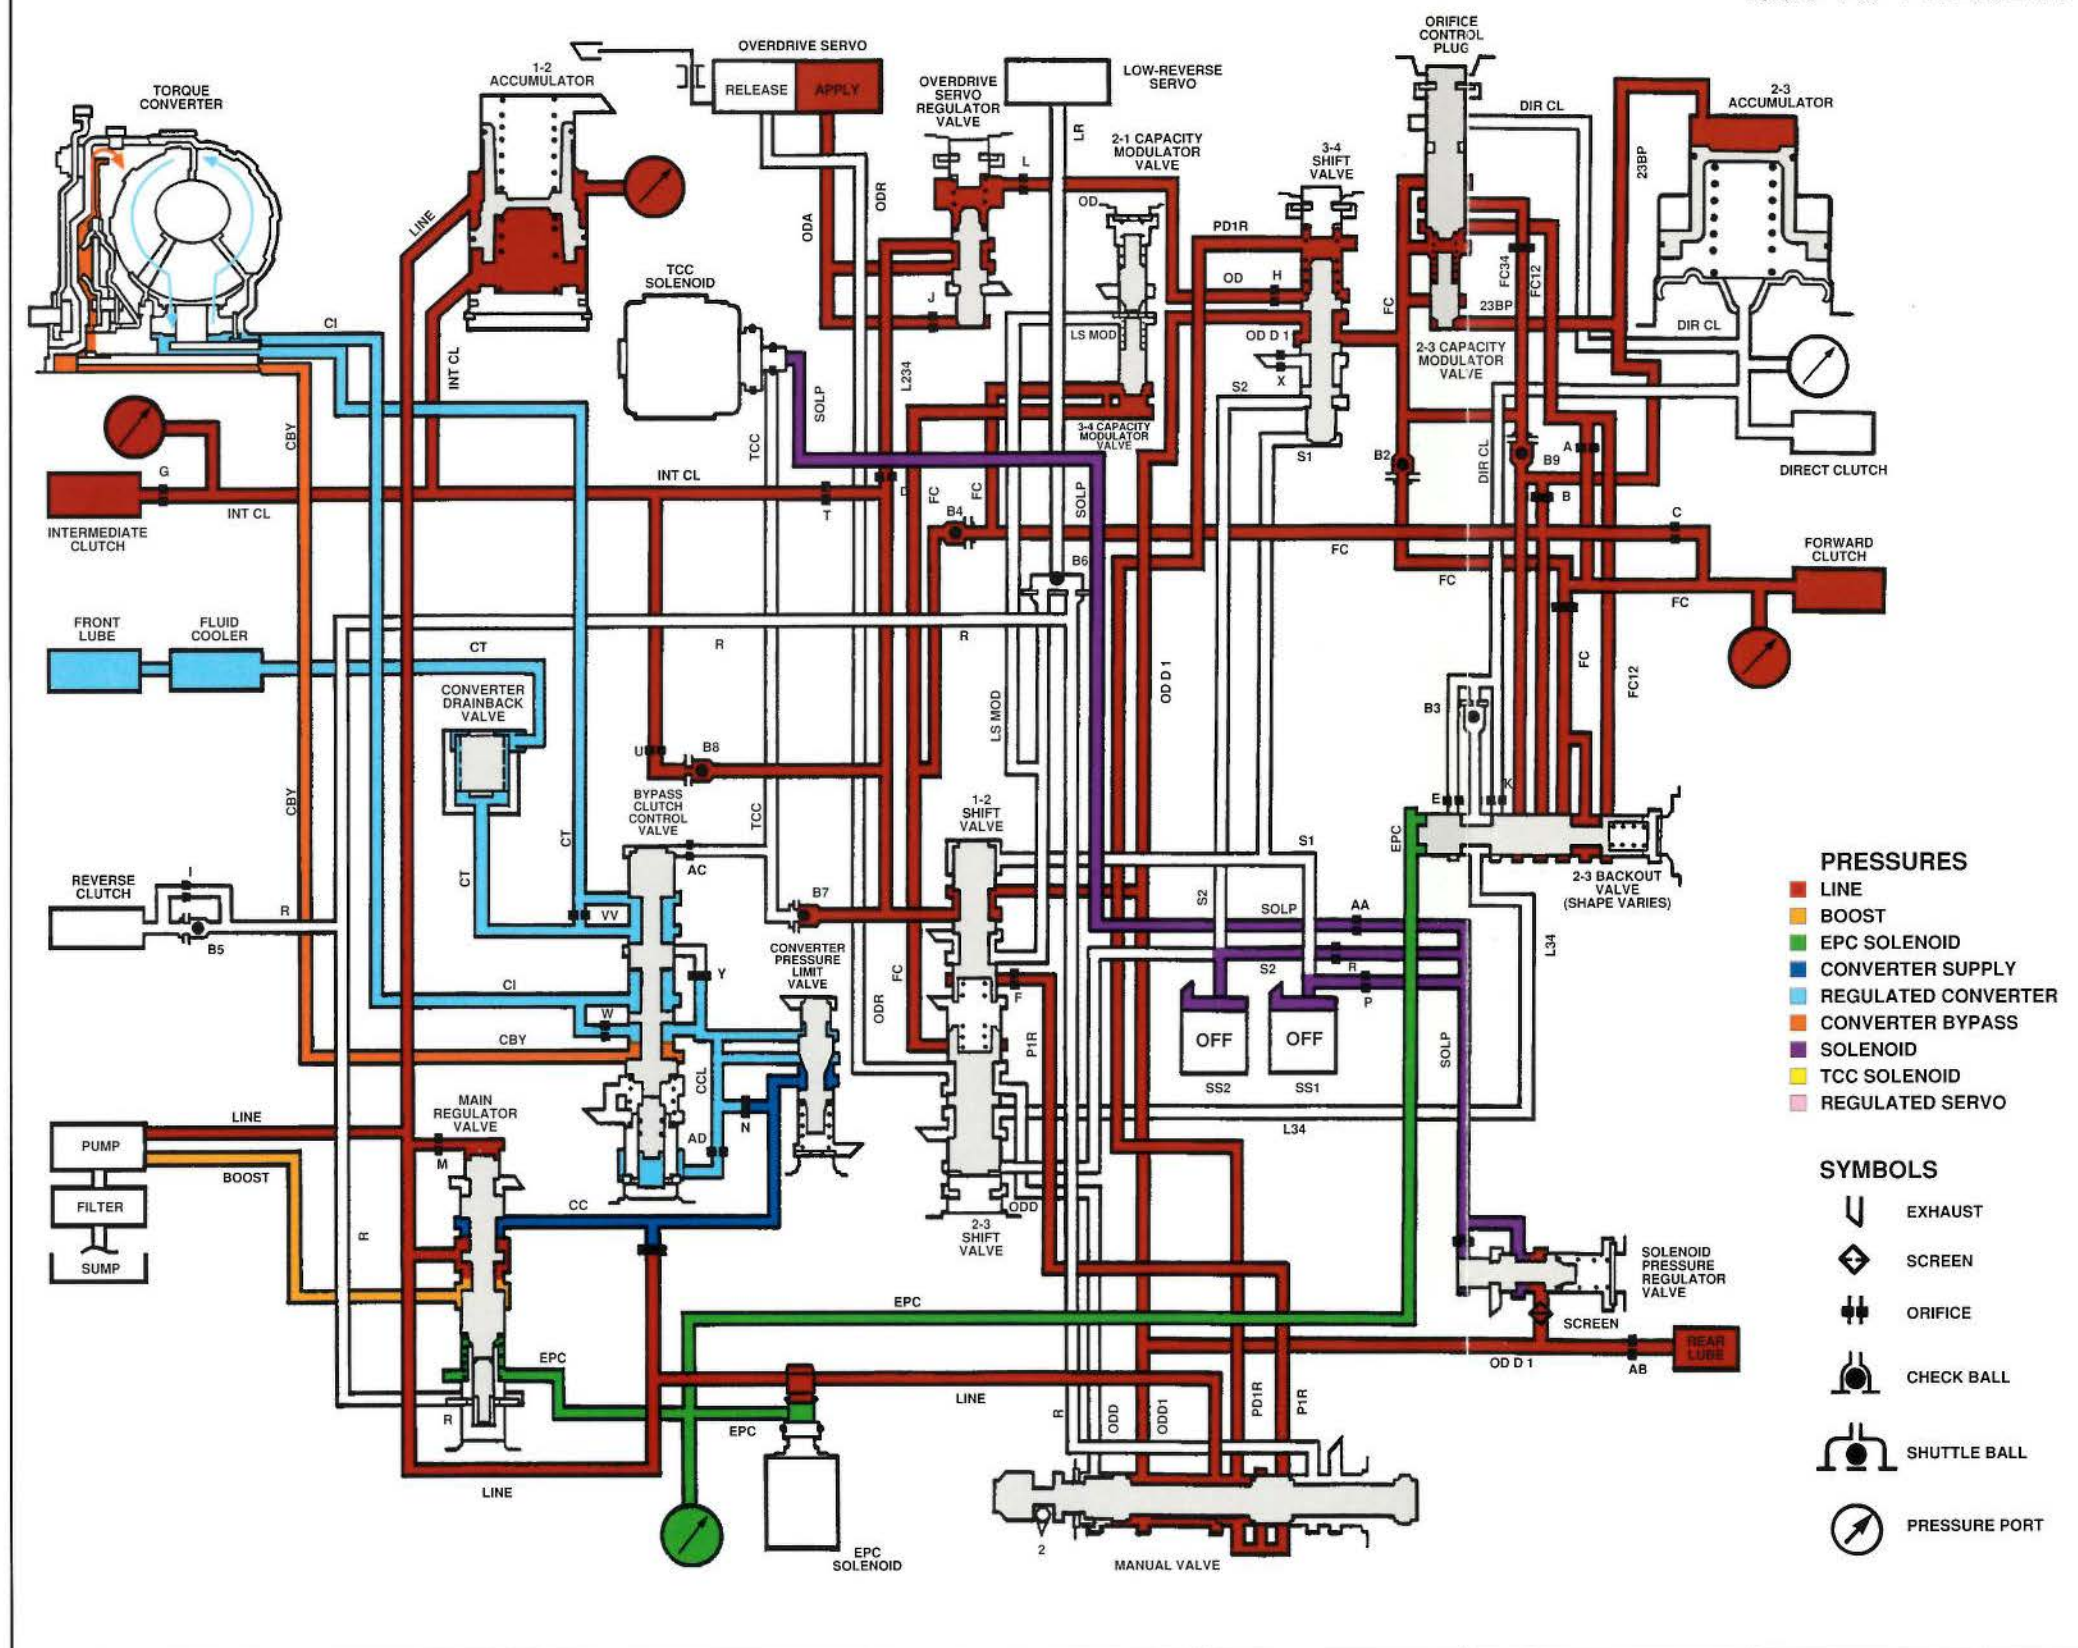 ORIFICE
CONTROL
PLUG
OVERDRIVE SERVO
RELEASE
APPLY
1-2
ACCUMULATOR
TORQUE
CONVERTER
OVERDRIVE
SERVO
REGULATOR
VALVE
LOW-REVERSE
SERVO
LR
2-1 CAPACITY
MODULATOR
VALVE
3-4
SHIFT
VALVE
DIR CL
2-3
ACCUMULATOR
23BP
LINE
ODA
ODR
L
OD
PD1R
OD
H
FC34
FC12
FC
23BP
DIR CL
TCC
SOLENOID
CI
INT CL
SOLP
J
L234
LS MOD
OD D 1
X
S2
S1
2-3 CAPACITY
MODULATOR
VALVE
3-4 CAPACITY
MODULATOR
VALVE
DIRECT CLUTCH
CBY
TCC
INT CL
G
INT CL
T
D
FC
FC
B4
SOLP
B2
DIR CL
B9
A
B
C
INTERMEDIATE
CLUTCH
FC
FC
FC
FORWARD
CLUTCH
B6
FRONT
LUBE
FLUID
COOLER
CT
R
R
CONVERTER
DRAINBACK
VALVE
LS MOD
OD D 1
FC
FC12
B3
U
B8
CBY
CT
CT
BYPASS
CLUTCH
CONTROL
VALVE
TCC
1-2
SHIFT
VALVE
E
K
EPC
S1
2-3 BACKOUT
VALVE
(SHAPE VARIES)
AC
REVERSE
CLUTCH
I
R
B5
VV
B7
CONVERTER
PRESSURE
LIMIT
VALVE
S2
SOLP
AA
L34
S2
R
P
CI
Y
W
CBY
ODR
FC
F
P1R
OFF
OFF
SS2
SS1
SOLP
CCL
N
AD
L34
MAIN
REGULATOR
VALVE
LINE
PUMP
M
BOOST
FILTER
SUMP
CC
R
ODD
2-3
SHIFT
VALVE
SOLENOID
PRESSURE
REGULATOR
VALVE
SCREEN
EPC
EPC
REAR
LUBE
OD D 1
AB
LINE
R
EPC
R
ODD
ODD1
PD1R
P1R
LINE
EPC
SOLENOID
2
MANUAL VALVE
PRESSURES
LINE
BOOST
EPC SOLENOID
CONVERTER SUPPLY
REGULATED CONVERTER
CONVERTER BYPASS
SOLENOID
TCC SOLENOID
REGULATED SERVO
SYMBOLS
EXHAUST
SCREEN
ORIFICE
CHECK BALL
SHUTTLE BALL
PRESSURE PORT